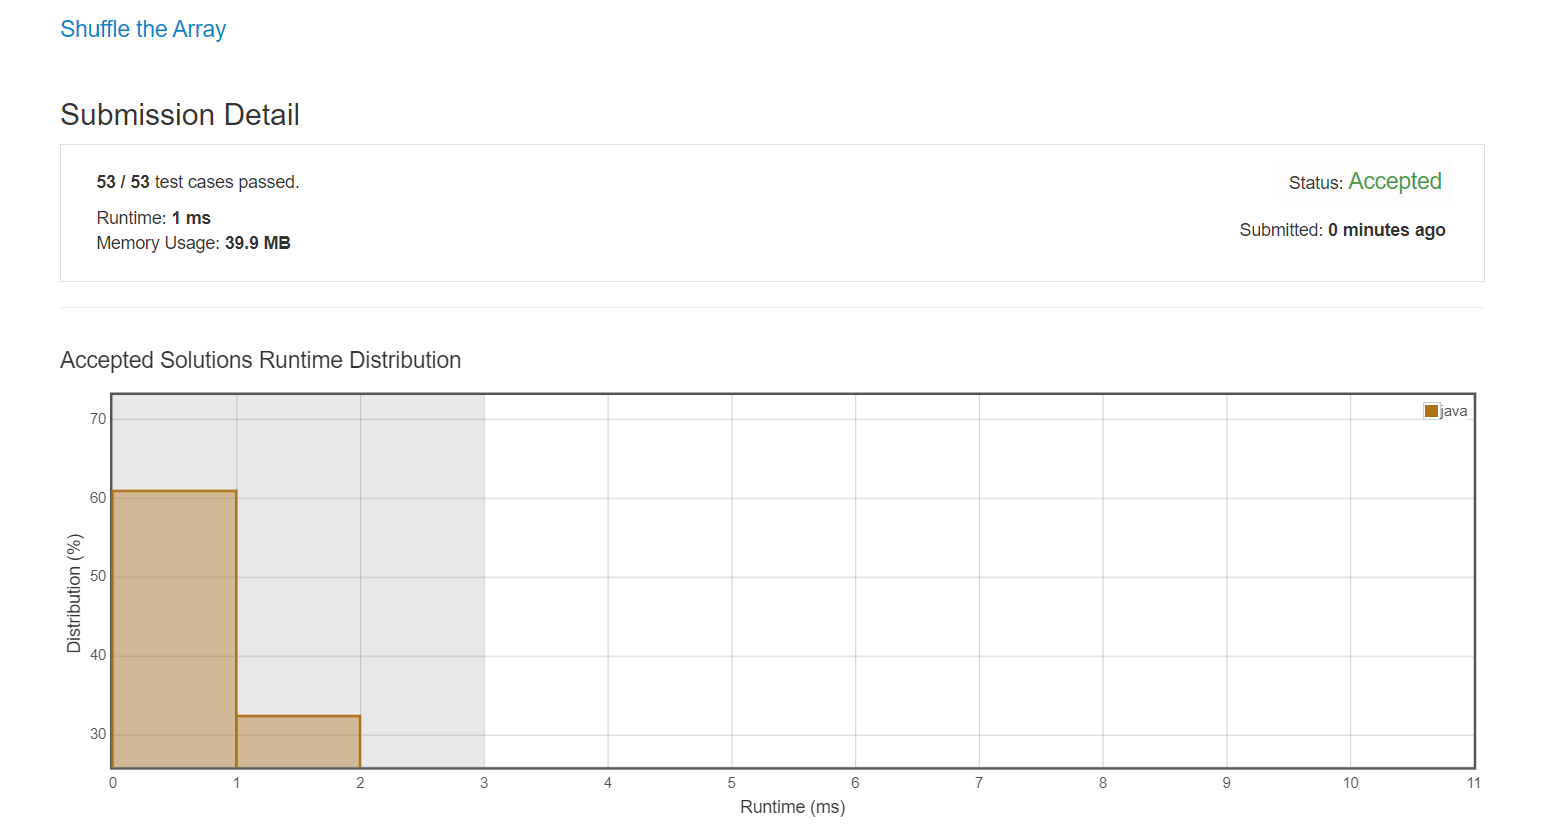 Shuffle the Array
Submission Detail
53 / 53 test cases passed.
Status: Accepted
Runtime: 1 ms
Memory Usage: 39.9 MB
Submitted: 0 minutes ago
Accepted Solutions Runtime Distribution
java
70
60
50
40
30
Distribution (%)
0 1 2 3 4 5 6 7 8 9 10 11
Runtime (ms)